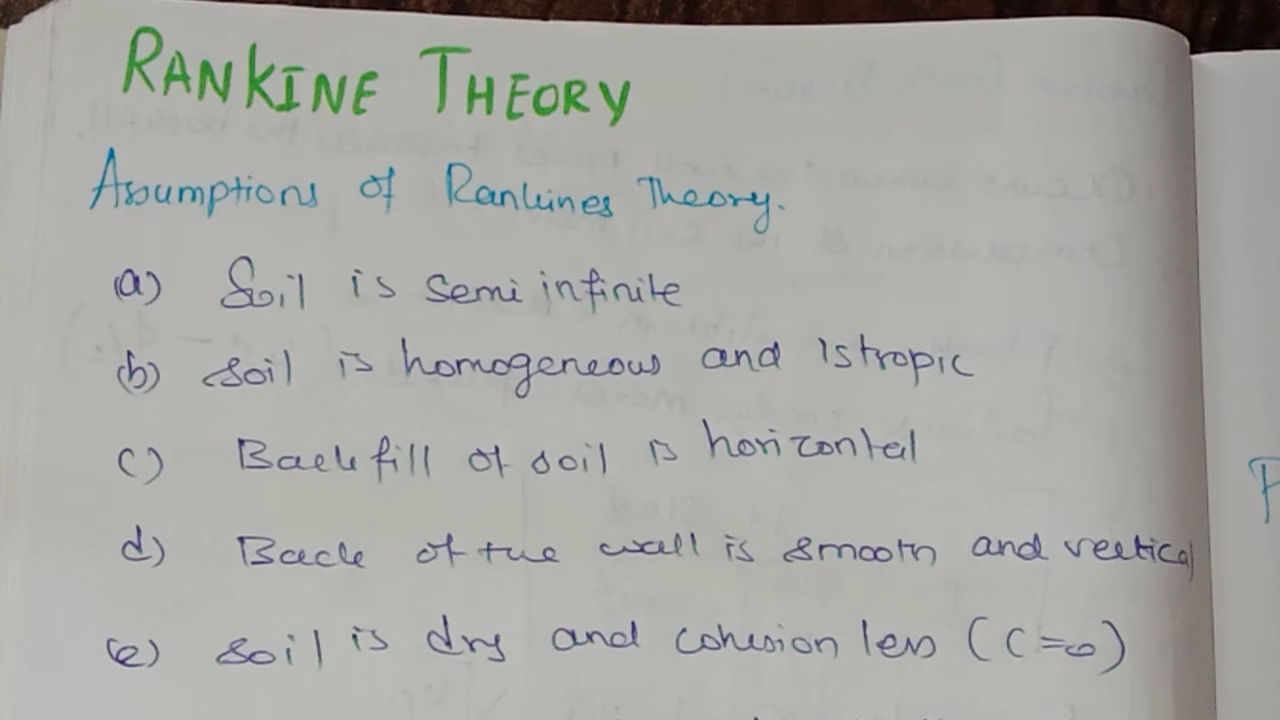 RANKINE THEORY
Assumptions of Rankines Theory.
(a) Soil is semi infinite
(b) soil is homogeneous and istropic
(c) Backfill of soil is horizontal
d) Back of the wall is smooth and vertical
(e) soil is dry and cohesion less (C=0)